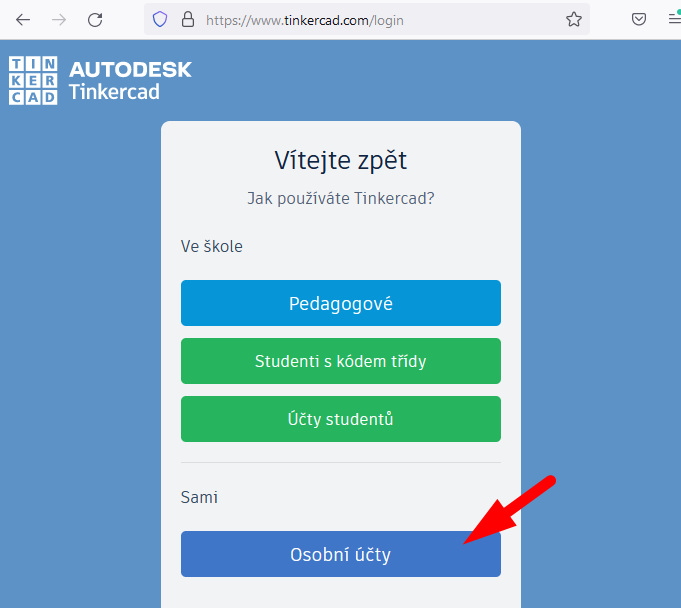 https://www.tinkercad.com/login
TIN
KER
CAD
AUTODESK
Tinkercad
Vítejte zpět
Jak používáte Tinkercad?
Ve škole
Pedagogové
Studenti s kódem třídy
Účty studentů
Sami
Osobní účty